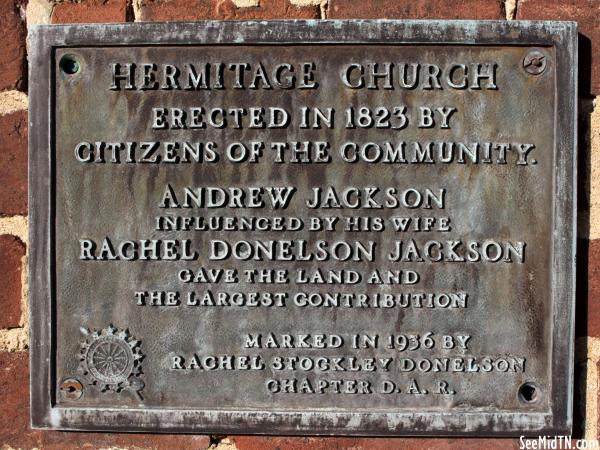 HERMITAGE CHURCH
ERECTED IN 1823 BY
CITIZENS OF THE COMMUNITY.
ANDREW JACKSON
INFLUENCED BY HIS WIFE
RACHEL DONELSON JACKSON
GAVE THE LAND AND
THE LARGEST CONTRIBUTION
MARKED IN 1936 BY
RACHEL STOCKLEY DONELSON
CHAPTER D. A. R.
SeeMidTN.com